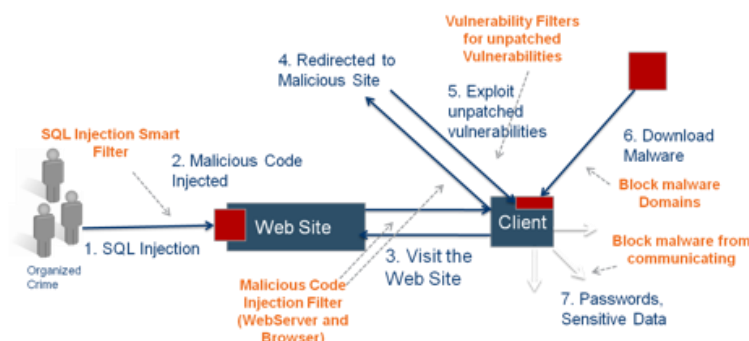 Vulnerability Filters
for unpatched
Vulnerabilities
4. Redirected to
Malicious Site
5. Exploit
unpatched
vulnerabilities
SQL Injection Smart
Filter
6. Download
Malware
2. Malicious Code
Injected
Block malware
Domains
Web Site
Client
1. SQL Injection
3. Visit the
Web Site
Block malware from
communicating
Organized
Crime
Malicious Code
Injection Filter
(WebServer and
Browser)
7. Passwords,
Sensitive Data